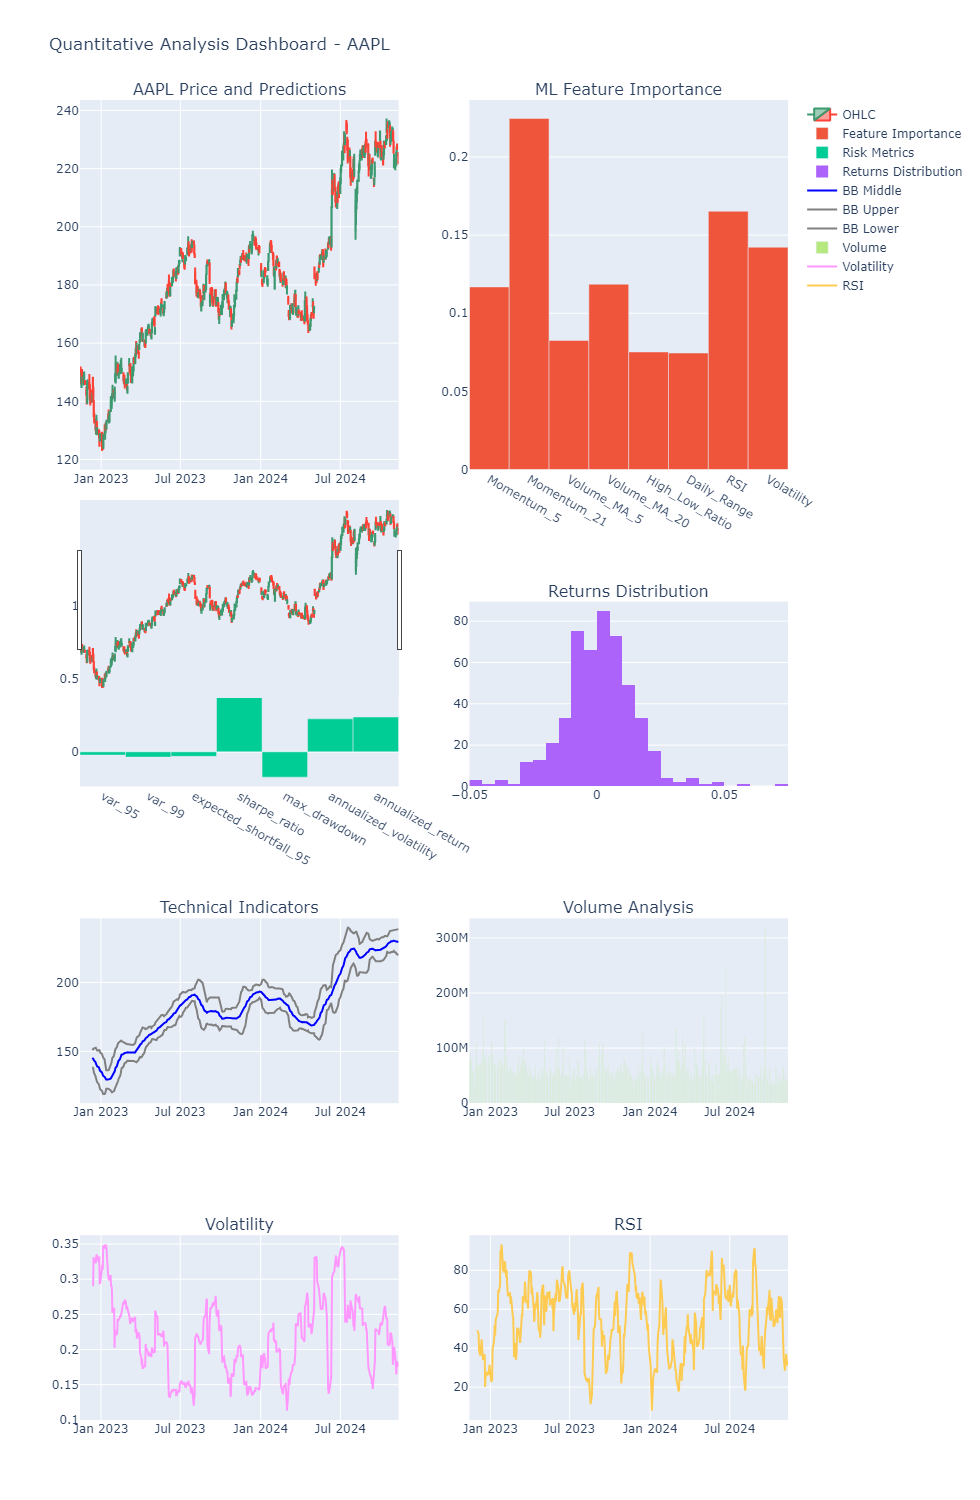 Quantitative Analysis Dashboard - AAPL
AAPL Price and Predictions
240
220
200
180
160
140
120
Jan 2023
Jul 2023
Jan 2024
Jul 2024
ML Feature Importance
0.2
0.15
0.1
0.05
0
Momentum_5
Momentum_21
Volume_MA_5
Volume_MA_20
High_Low_Ratio
Daily_Range
RSI
Volatility
OHLC
Feature Importance
Risk Metrics
Returns Distribution
BB Middle
BB Upper
BB Lower
Volume
Volatility
RSI
1
0.5
0
var_95
var_99
expected_shortfall_95
sharpe_ratio
max_drawdown
annualized_volatility
annualized_return
Returns Distribution
80
60
40
20
0
−0.05
0
0.05
Technical Indicators
200
150
Jan 2023
Jul 2023
Jan 2024
Jul 2024
Volume Analysis
300M
200M
100M
0
Jan 2023
Jul 2023
Jan 2024
Jul 2024
Volatility
0.35
0.3
0.25
0.2
0.15
0.1
Jan 2023
Jul 2023
Jan 2024
Jul 2024
RSI
80
60
40
20
Jan 2023
Jul 2023
Jan 2024
Jul 2024